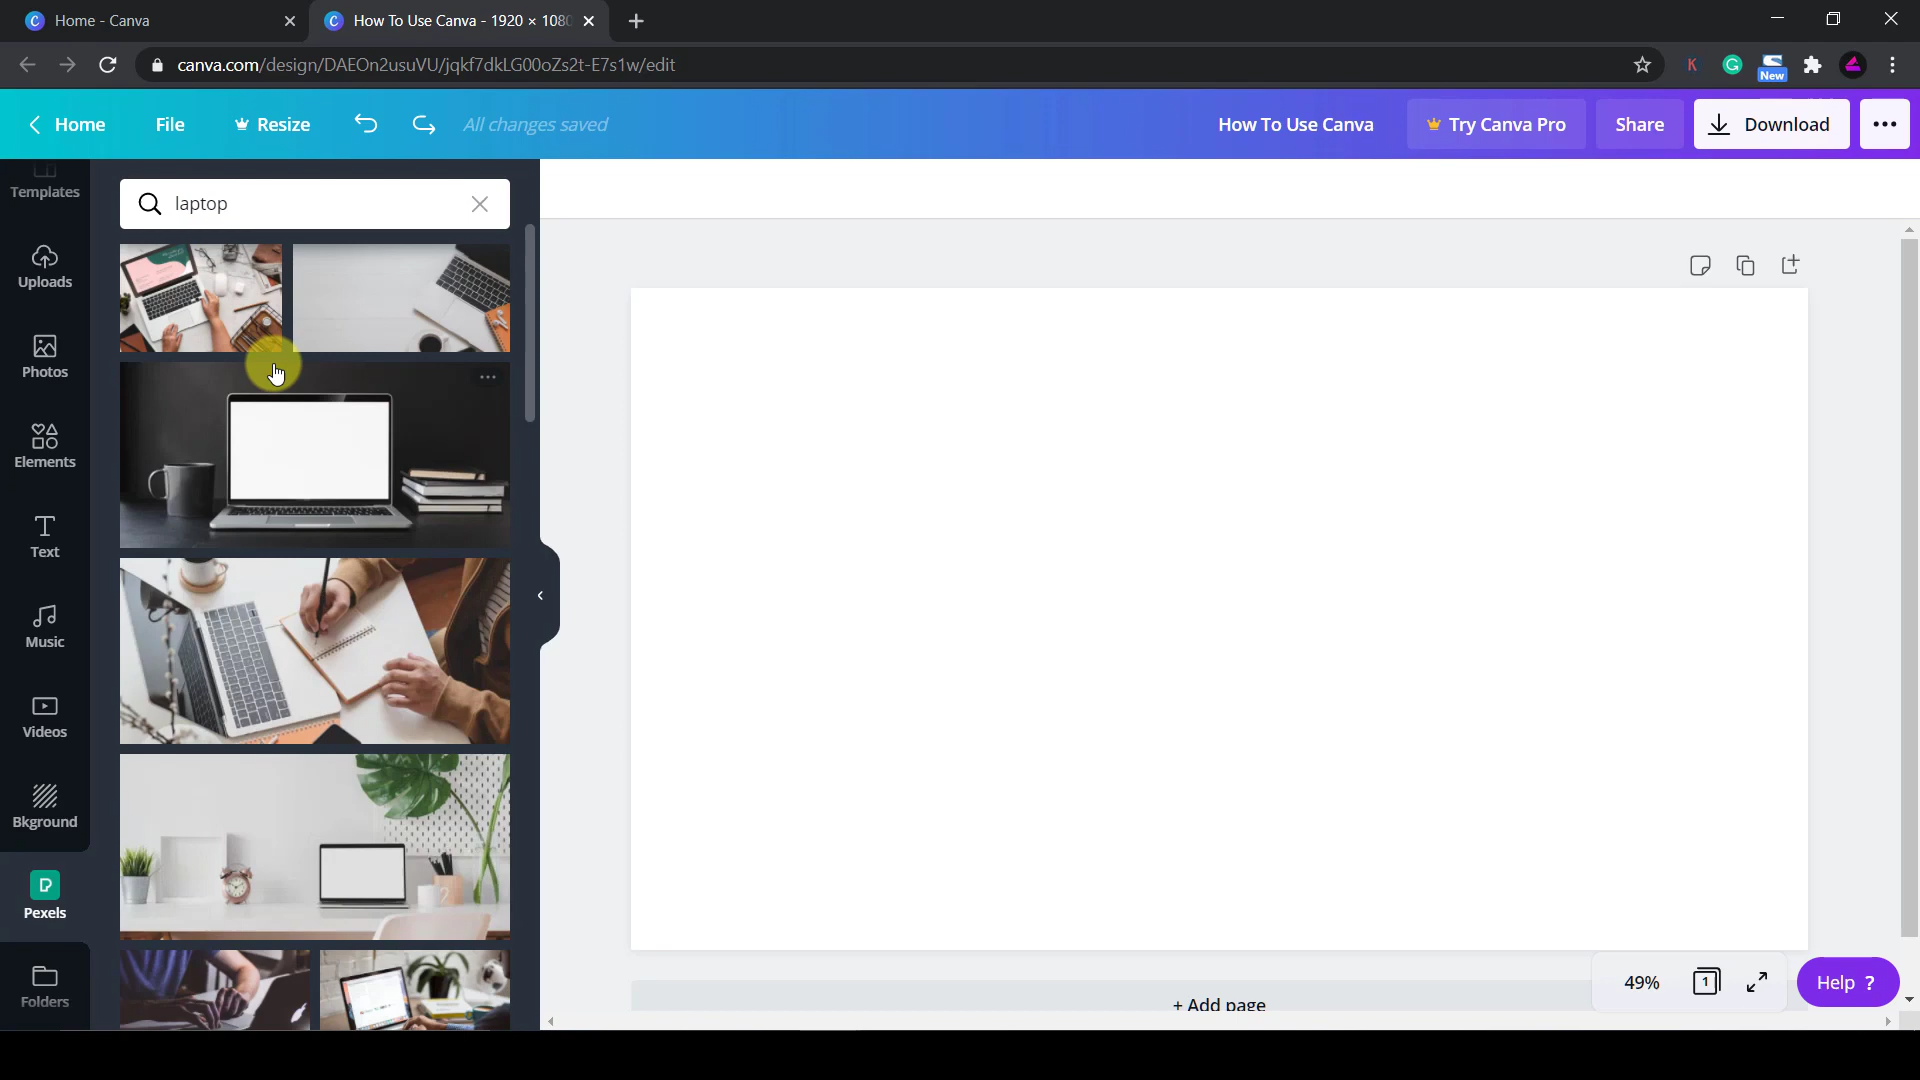 Home - Canva
How To Use Canva - 1920 × 1080
canva.com/design/DAEOn2usuVU/jqkf7dkLG00oZs2t-E7s1w/edit
K
New
Home
File
Resize
All changes saved
How To Use Canva
Try Canva Pro
Share
Download
Templates
Uploads
Photos
Elements
Text
Music
Videos
Bkground
Pexels
Folders
laptop
+ Add page
49%
1
Help ?